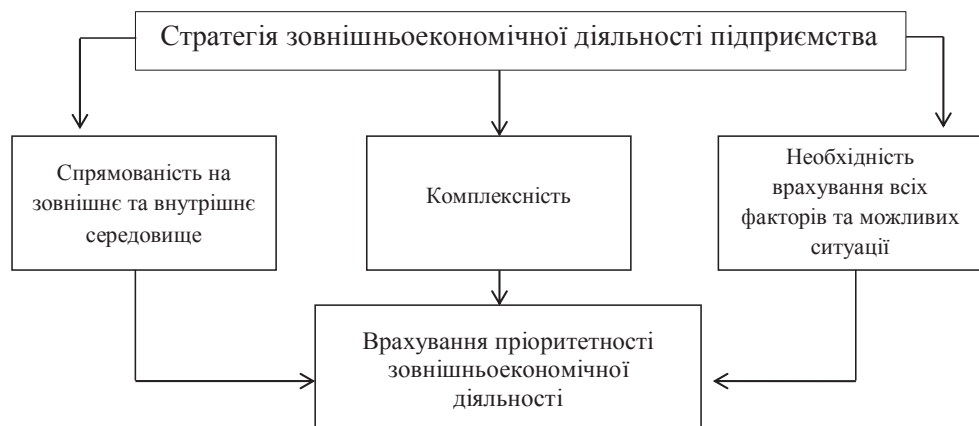 Стратегія зовнішньоекономічної діяльності підприємства
Спрямованість на
зовнішнє та внутрішнє
середовище
Комплексність
Необхідність
врахування всіх
факторів та можливих
ситуації
Врахування пріоритетності
зовнішньоекономічної
діяльності